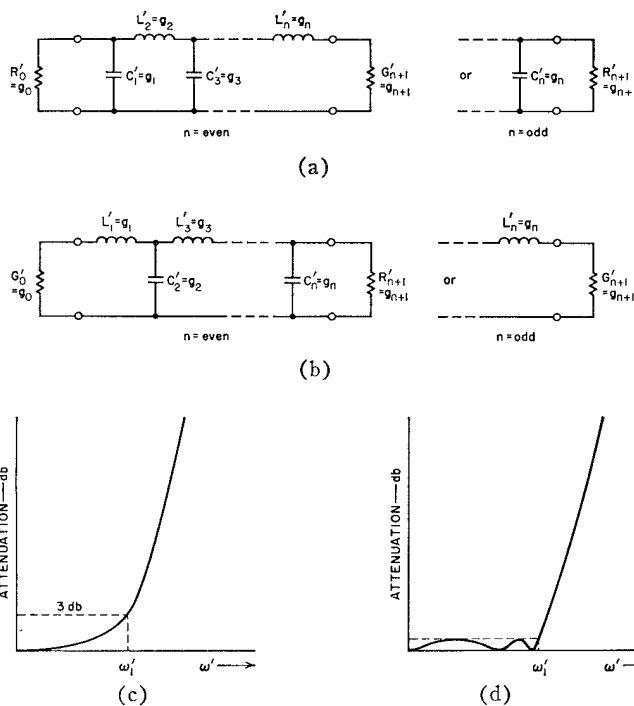 L'₂=g₂ L'ₙ=gₙ
R'₀ =g₀ C'₁=g₁ C'₃=g₃ G'ₙ₊₁ =gₙ₊₁ or C'ₙ=gₙ R'ₙ₊₁ =gₙ₊
n = even n = odd
(a)
L'₁=g₁ L'₃=g₃ L'ₙ=gₙ
G'₀ =g₀ C'₂=g₂ C'ₙ=gₙ R'ₙ₊₁ =gₙ₊₁ or G'ₙ₊₁ =gₙ₊₁
n = even n = odd
(b)
ATTENUATION—db
3 db
ω'₁ ω'
(c)
ATTENUATION—db
ω'₁ ω'
(d)